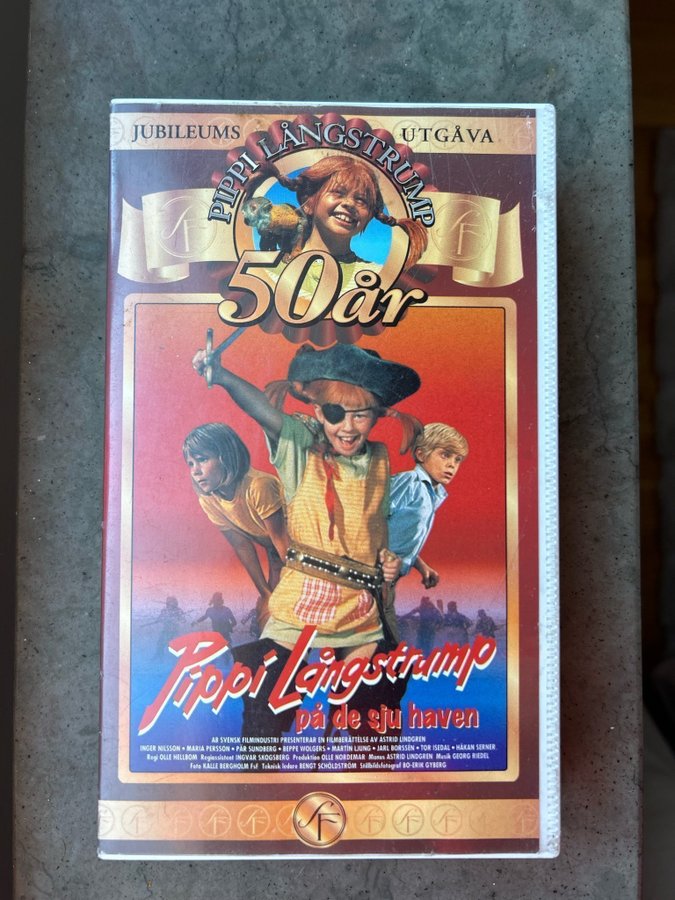 JUBILEUMS UTGÅVA
PIPPI LÅNGSTRUMP
50år
Pippi Långstrump
på de sju haven
AB SVENSK FILMINDUSTRI PRESENTERAR EN FILMBERÄTTELSE AV ASTRID LINDGREN
INGER NILSSON • MARIA PERSSON • PÄR SUNDBERG • BEPPE WOLGERS • MARTIN LJUNG • JARL BORSSÉN • TOR ISEDAL • HÅKAN SERNER
Regi OLLE HELLBOM Regiassistent INGVAR SKOGSBERG Produktion OLLE NORDEMAR Manus ASTRID LINDGREN Musik GEORG RIEDEL
Foto KALLE BERGHOLM FsF Teknisk ledare BENGT SCHÖLDSTRÖM Stillbildsfotograf BO-ERIK GYBERG
SF